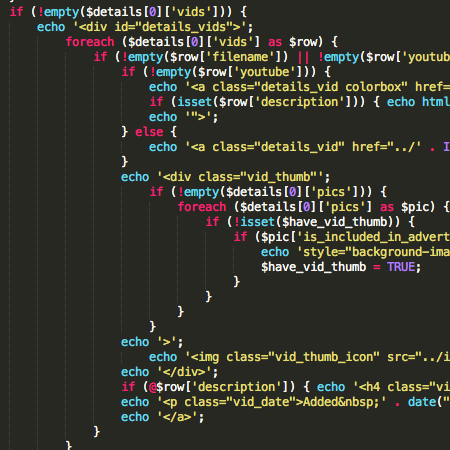 if (!empty($details[0]['vids'])) {
echo '<div id="details_vids">';
foreach ($details[0]['vids'] as $row) {
if (!empty($row['filename']) || !empty($row['youtub
if (!empty($row['youtube'])) {
echo '<a class="details_vid colorbox" href=
if (isset($row['description'])) { echo html
echo '">';
} else {
echo '<a class="details_vid" href="../' . I
}
echo '<div class="vid_thumb"';
if (!empty($details[0]['pics'])) {
foreach ($details[0]['pics'] as $pic) {
if (!isset($have_vid_thumb)) {
if ($pic['is_included_in_advert
echo 'style="background-ima
$have_vid_thumb = TRUE;
}
}
}
}
echo '>';
echo '<img class="vid_thumb_icon" src="../i
echo '</div>';
if (@$row['description']) { echo '<h4 class="vi
echo '<p class="vid_date">Added&nbsp;' . date("
echo '</a>';
}
}